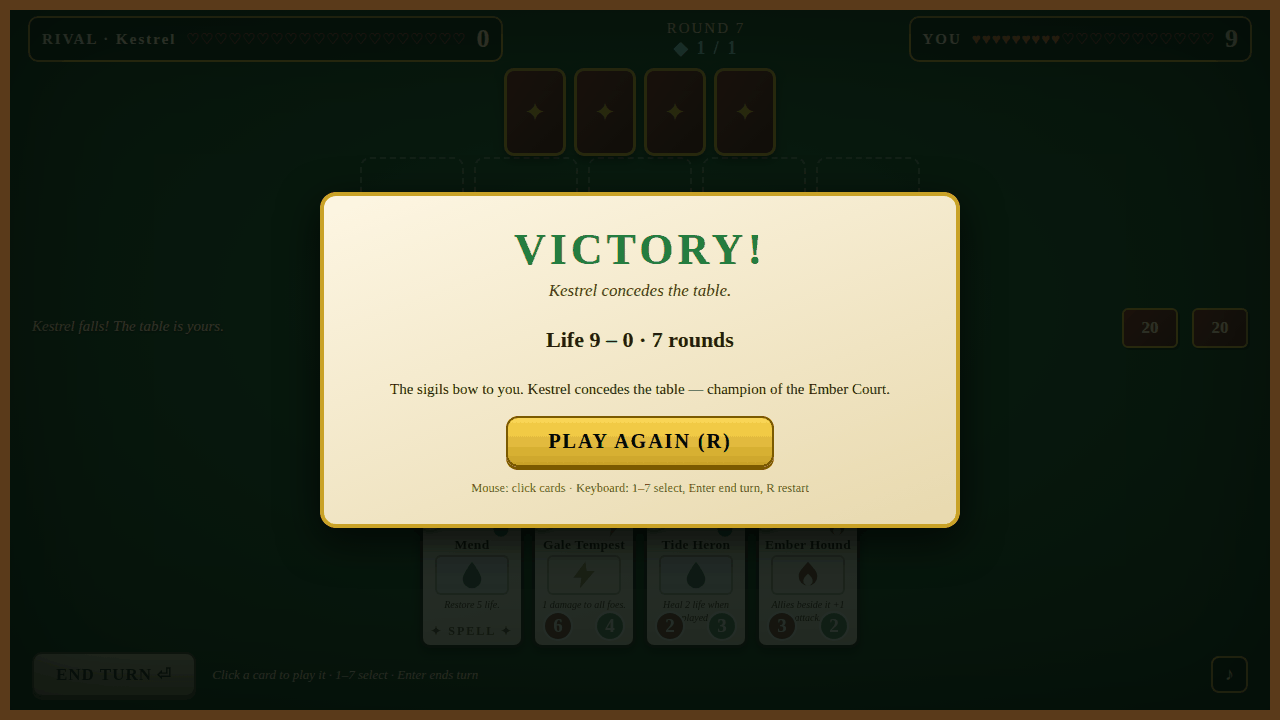 RIVAL · Kestrel 0
ROUND 7
◆ 1 / 1
YOU 9
VICTORY!
Kestrel concedes the table.
Life 9 – 0 · 7 rounds
The sigils bow to you. Kestrel concedes the table — champion of the Ember Court.
PLAY AGAIN (R)
Mouse: click cards · Keyboard: 1–7 select, Enter end turn, R restart
Kestrel falls! The table is yours.
20 20
Mend
Restore 5 life.
✦ SPELL ✦
Gale Tempest
1 damage to all foes.
6 4
Tide Heron
Heal 2 life when
played
2 3
Ember Hound
Allies beside it +1
attack
3 2
END TURN ⏎
Click a card to play it · 1–7 select · Enter ends turn
♪